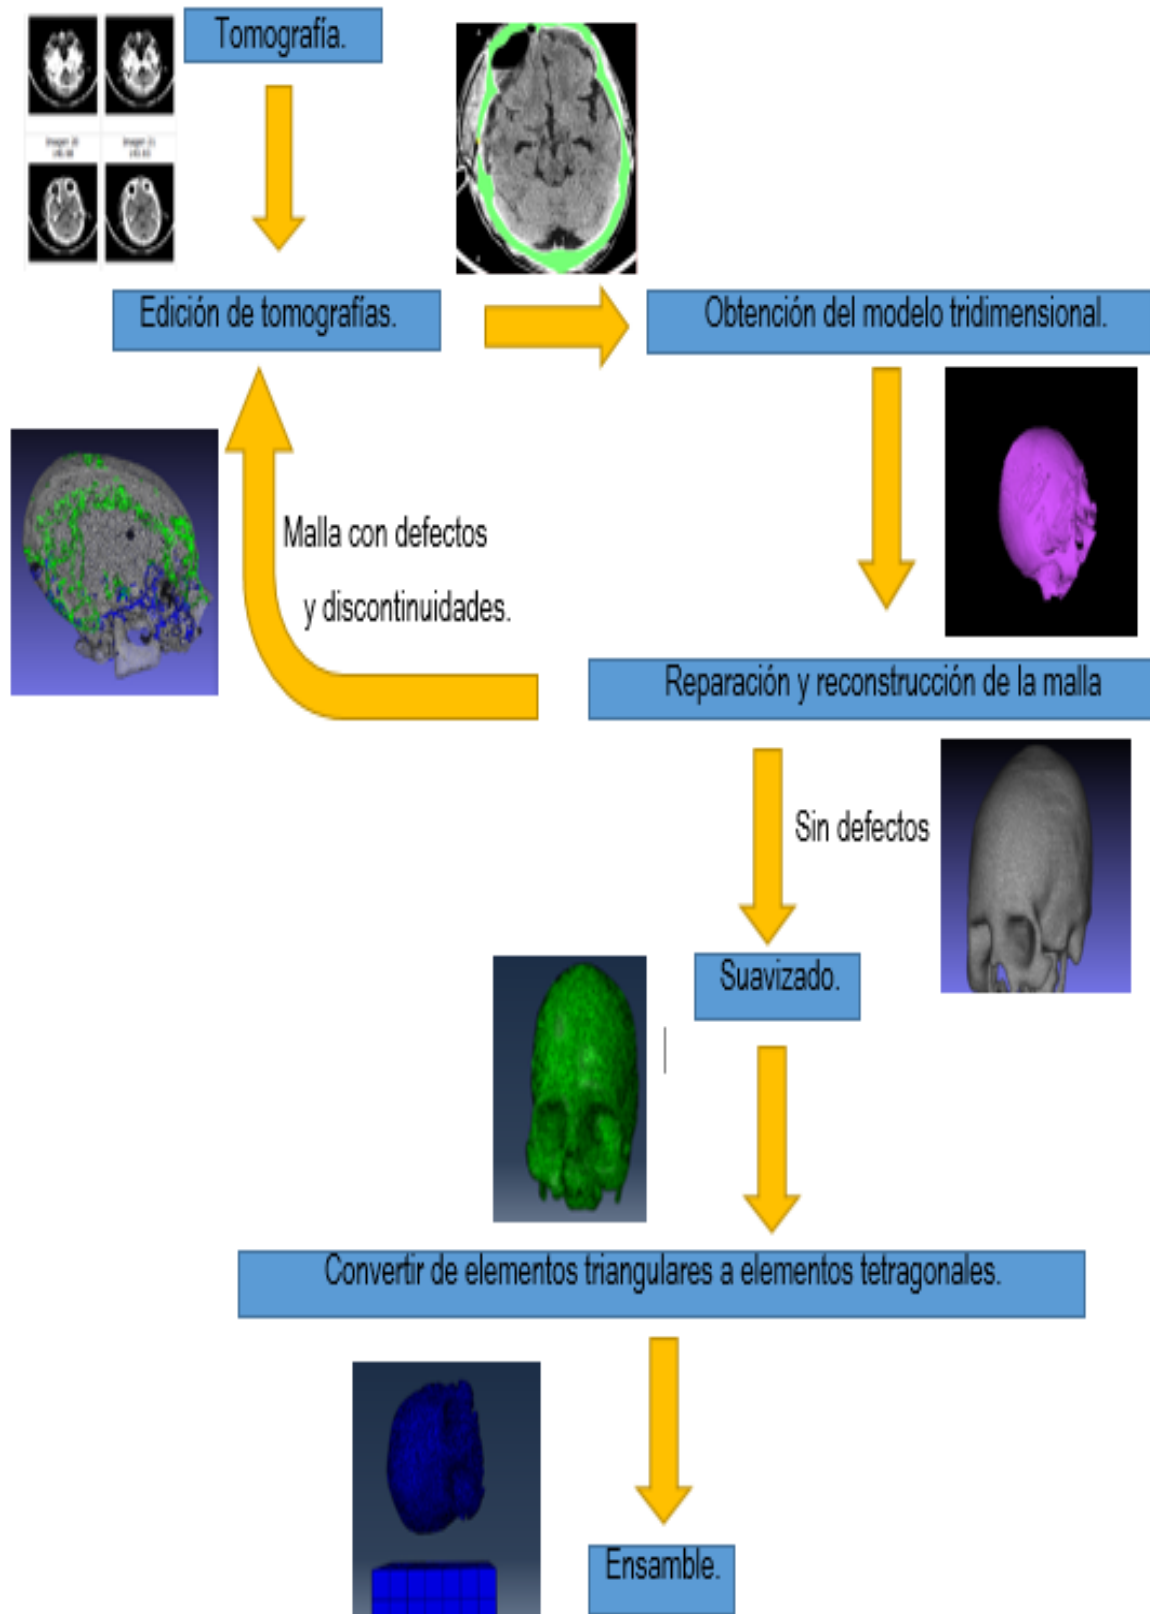 Tomografía.
Edición de tomografías.
Obtención del modelo tridimensional.
Malla con defectos
y discontinuidades.
Reparación y reconstrucción de la malla
Sin defectos
Suavizado.
Convertir de elementos triangulares a elementos tetragonales.
Ensamble.